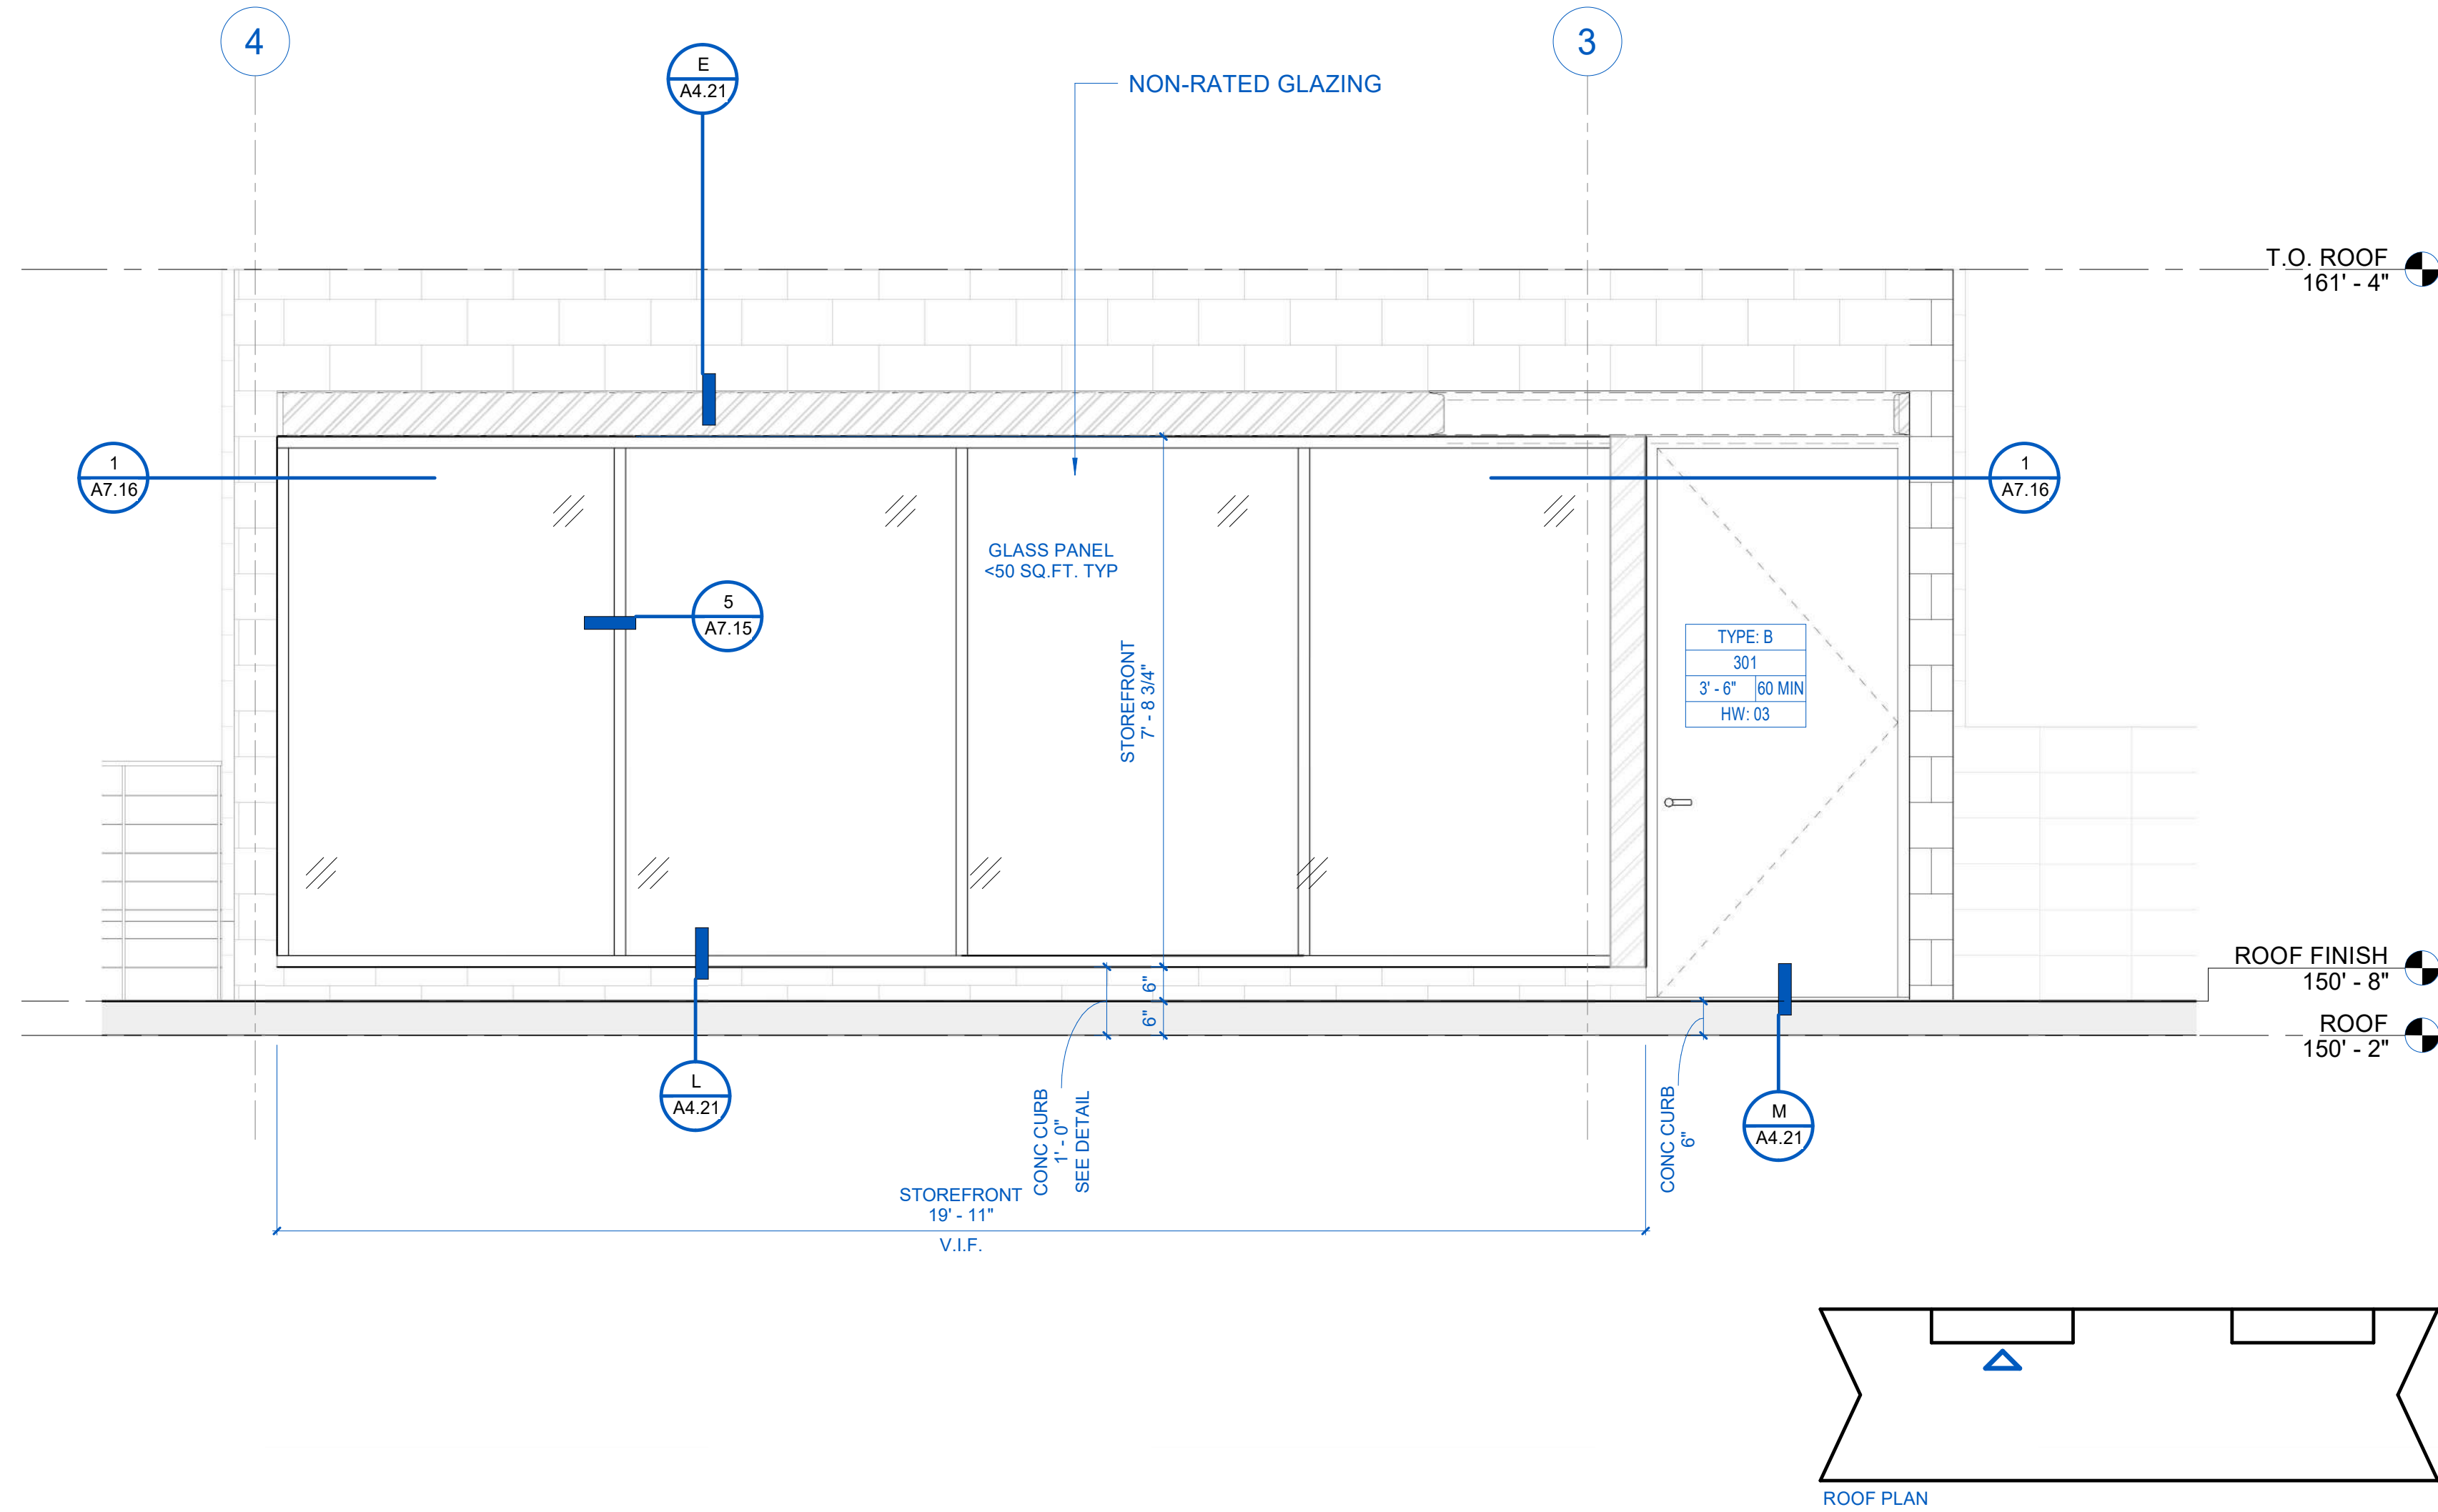 4
3
E
A4.21
NON-RATED GLAZING
T.O. ROOF
161' - 4"
1
A7.16
1
A7.16
GLASS PANEL
<50 SQ.FT. TYP
5
A7.15
STOREFRONT
7' - 8 3/4"
TYPE: B
301
3' - 6" 60 MIN
HW: 03
ROOF FINISH
150' - 8"
6"
6"
ROOF
150' - 2"
L
A4.21
CONC CURB
1' - 0"
SEE DETAIL
CONC CURB
6"
M
A4.21
STOREFRONT
19' - 11"
V.I.F.
ROOF PLAN